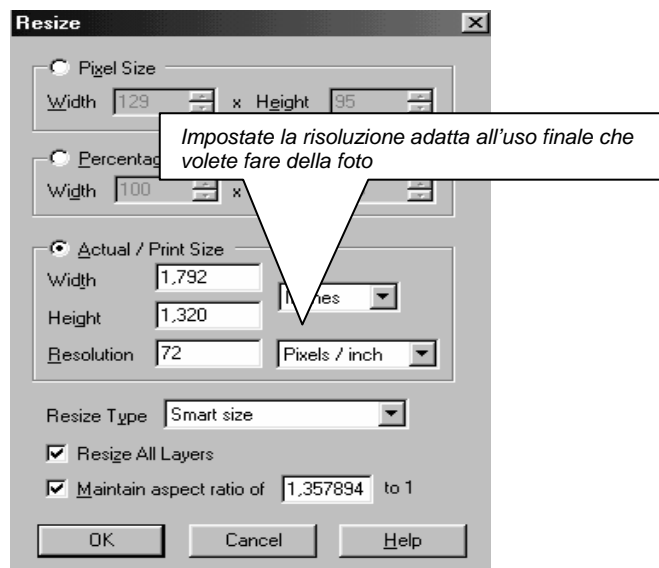 Resize
Pixel Size
Width 129 x Height 95
Impostate la risoluzione adatta all'uso finale che
volete fare della foto
Width 100 x
Actual / Print Size
Width 1,792
Height 1,320
Resolution 72 Pixels / inch
Resize Type Smart size
Resize All Layers
Maintain aspect ratio of 1,357894 to 1
OK Cancel Help